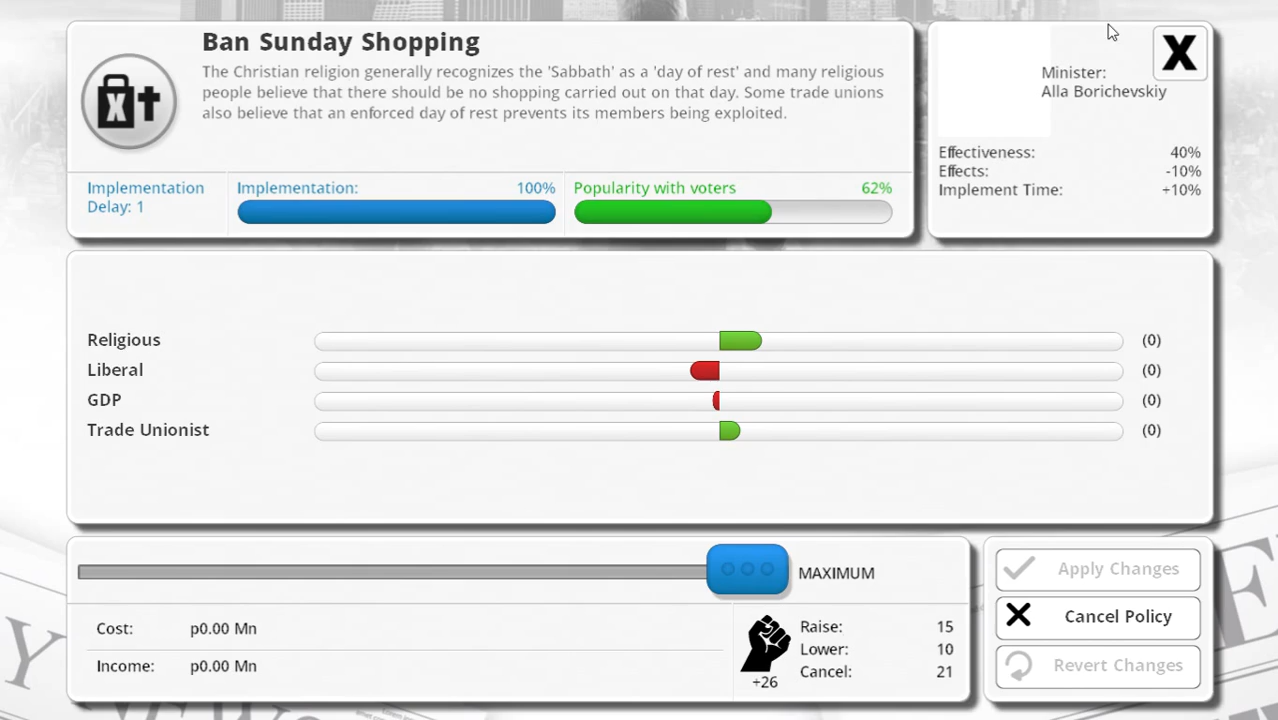 Ban Sunday Shopping
The Christian religion generally recognizes the 'Sabbath' as a 'day of rest' and many religious
people believe that there should be no shopping carried out on that day. Some trade unions
also believe that an enforced day of rest prevents its members being exploited.
Implementation
Delay: 1
Implementation: 100%
Popularity with voters 62%
X
Minister:
Alla Borichevskiy
Effectiveness: 40%
Effects: -10%
Implement Time: +10%
Religious (0)
Liberal (0)
GDP (0)
Trade Unionist (0)
MAXIMUM
Cost: p0.00 Mn
Income: p0.00 Mn
+26
Raise: 15
Lower: 10
Cancel: 21
Apply Changes
Cancel Policy
Revert Changes